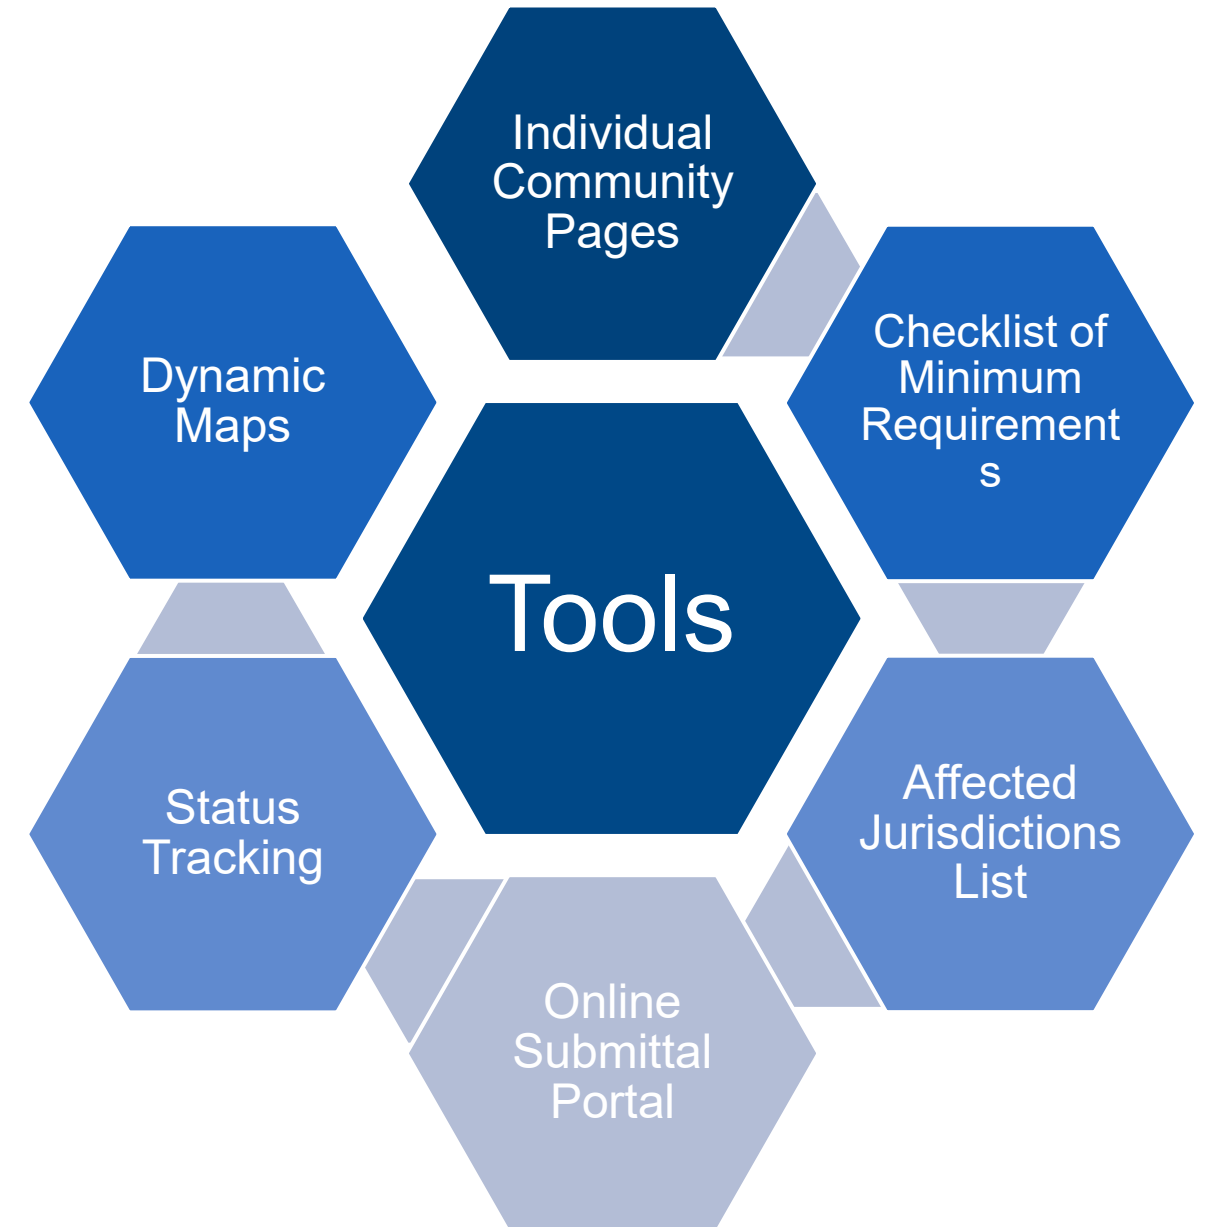 Individual
Community
Pages
Checklist of
Minimum
Requirement
s
Dynamic
Maps
Tools
Affected
Jurisdictions
List
Status
Tracking
Online
Submittal
Portal